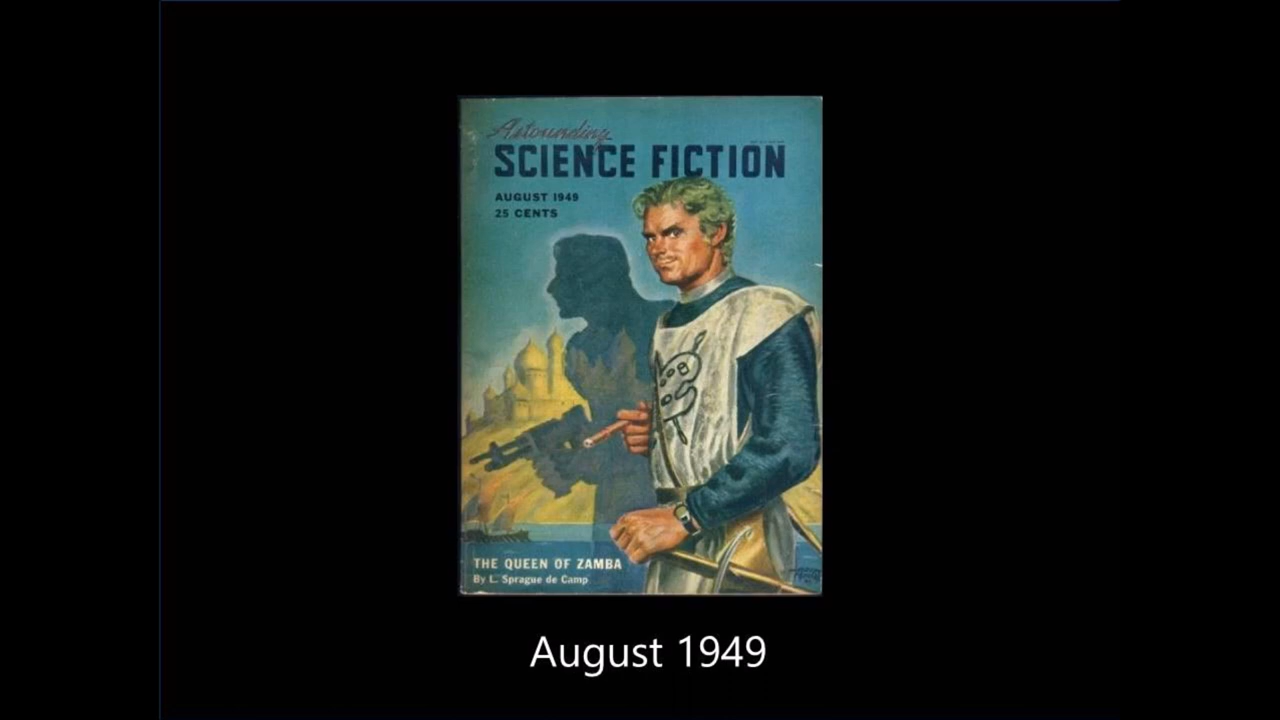 Astounding
SCIENCE FICTION
AUGUST 1949
25 CENTS
THE QUEEN OF ZAMBA
By L. Sprague de Camp
August 1949